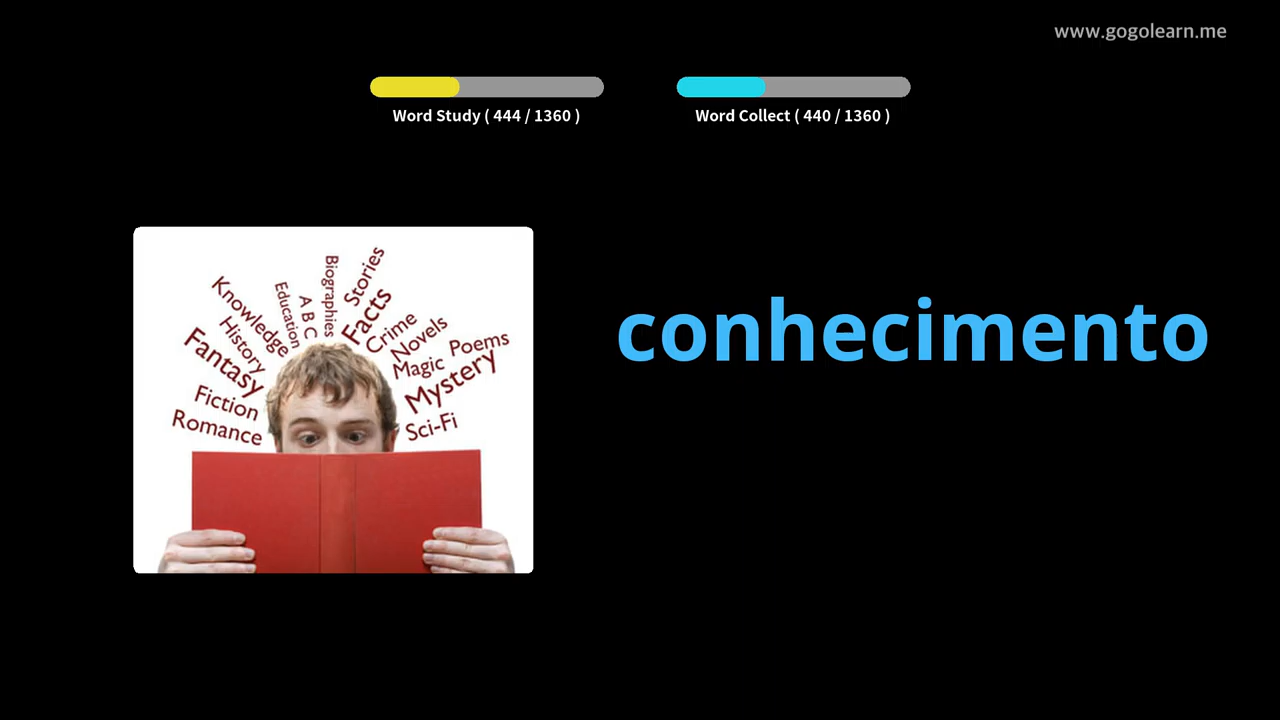 www.gogolearn.me
Word Study ( 444 / 1360 )
Word Collect ( 440 / 1360 )
Knowledge
History
Fantasy
Fiction
Romance
Education
A B C
Biographies
Stories
Facts
Crime
Novels
Magic
Poems
Mystery
Sci-Fi
conhecimento